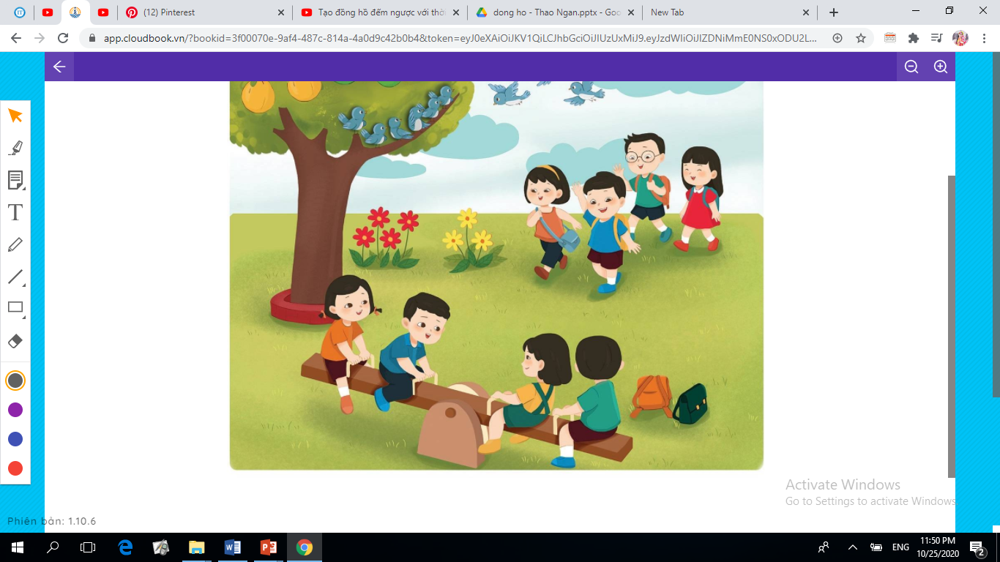 (12) Pinterest
Tạo đồng hồ đếm ngược với thời
dong ho - Thao Ngan.pptx - Goo
New Tab
app.cloudbook.vn/?bookid=3f00070e-9af4-487c-814a-4a0d9c42b0b4&token=eyJ0eXAiOiJKV1QiLCJhbGciOiJIUzUxMiJ9.eyJzdWIiOiJlZDNiMmE0NS0xODU2L...
T
Activate Windows
Go to Settings to activate Windows
Phiên bản: 1.10.6
ENG
11:50 PM
10/25/2020
2